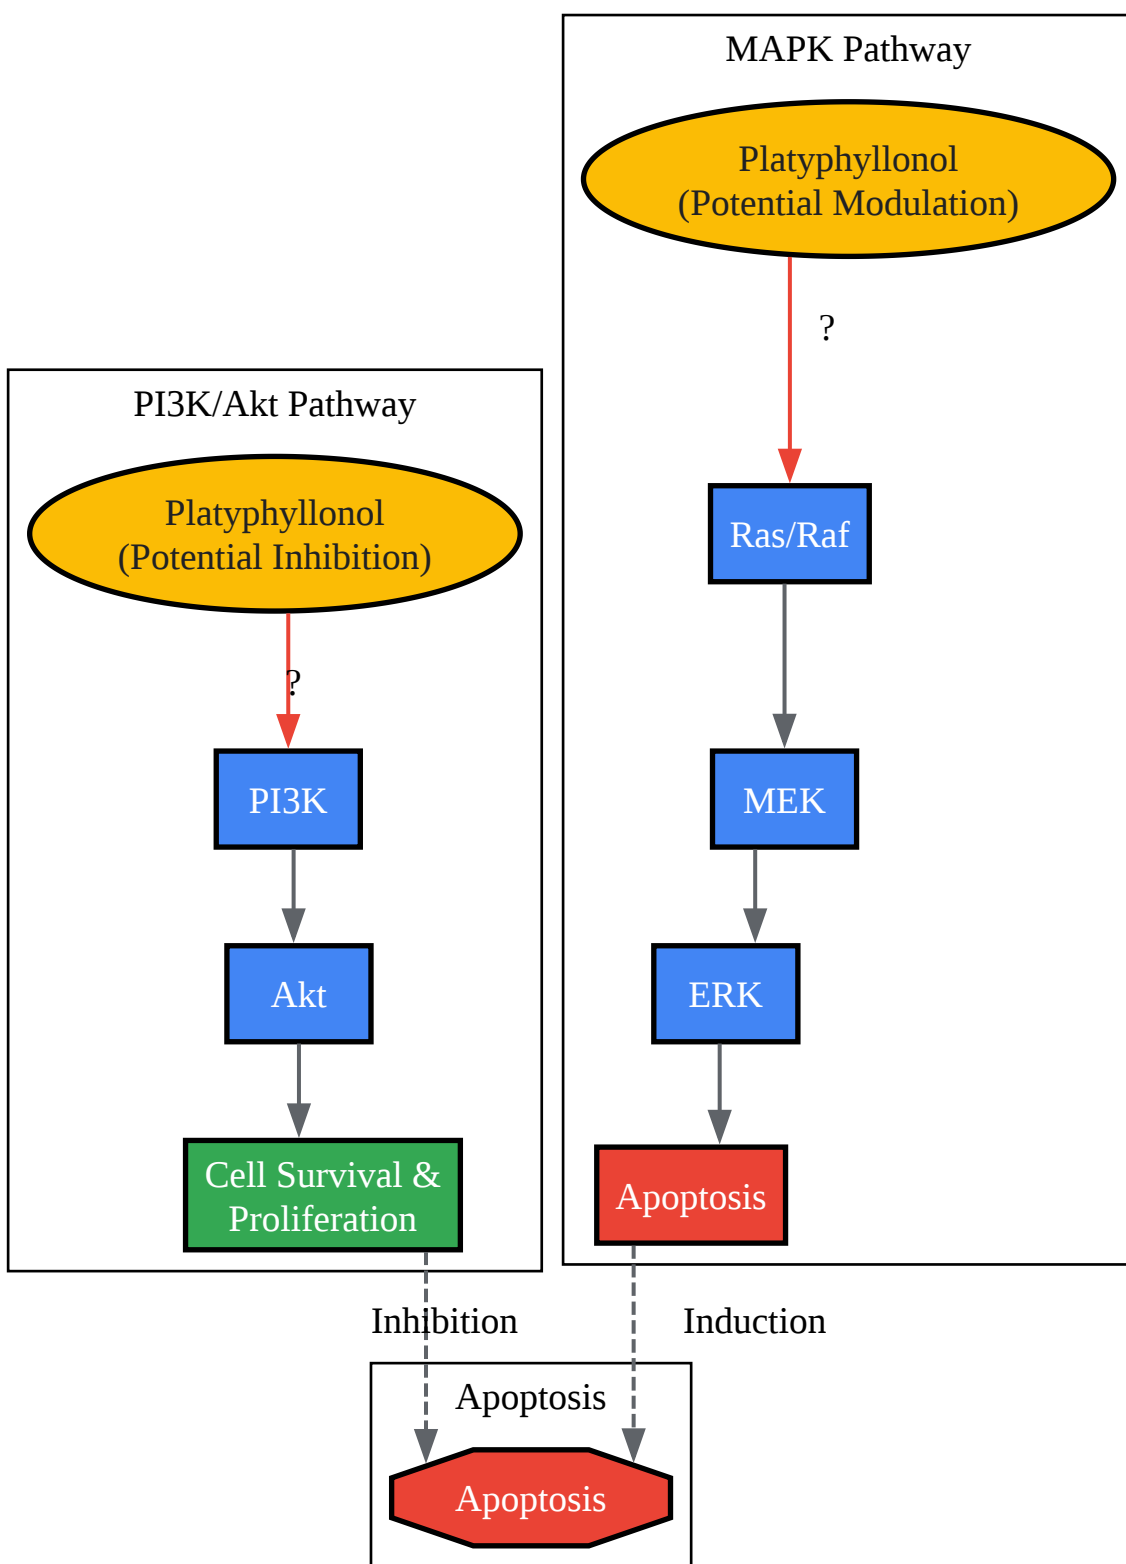 MAPK Pathway
Platyphyllonol
(Potential Modulation)
?
Ras/Raf
MEK
ERK
Apoptosis
PI3K/Akt Pathway
Platyphyllonol
(Potential Inhibition)
?
PI3K
Akt
Cell Survival &
Proliferation
Inhibition
Induction
Apoptosis
Apoptosis